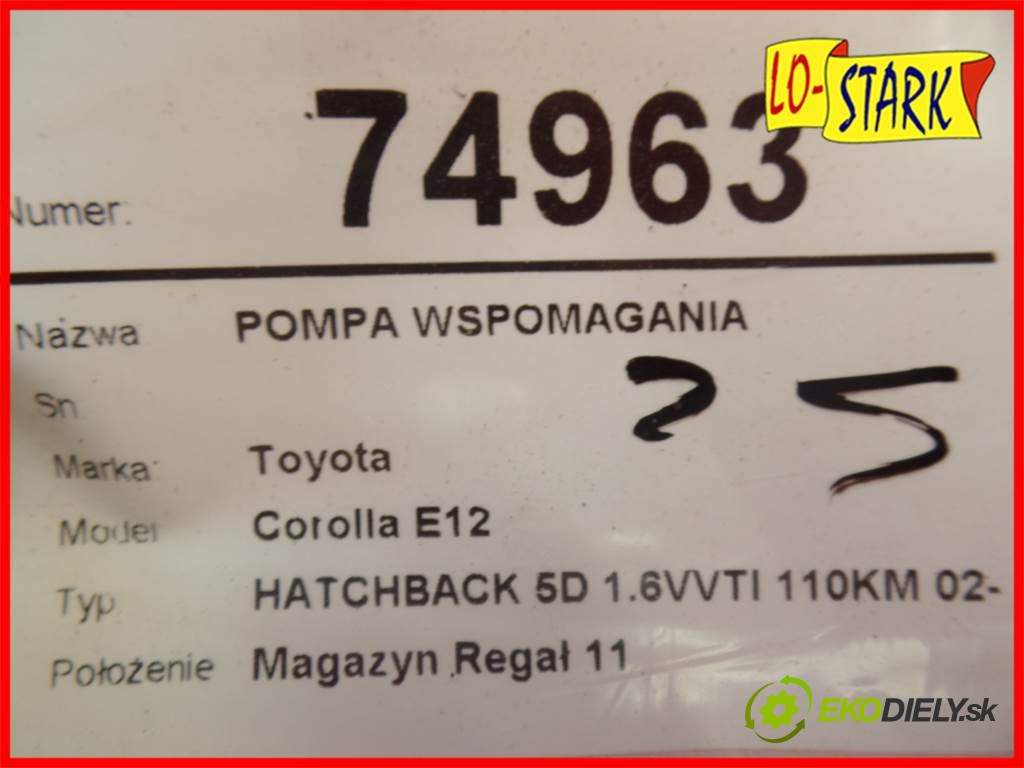 LO-STARK
Numer: 74963
Nazwa POMPA WSPOMAGANIA
Sn
25
Marka: Toyota
Model Corolla E12
Typ HATCHBACK 5D 1.6VVTI 110KM 02-
Położenie Magazyn Regał 11
EKODIELY.sk